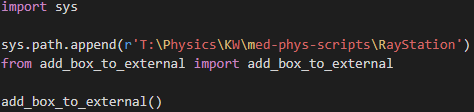 import sys
sys.path.append(r'T:\Physics\KW\med-phys-scripts\RayStation')
from add_box_to_external import add_box_to_external
add_box_to_external()